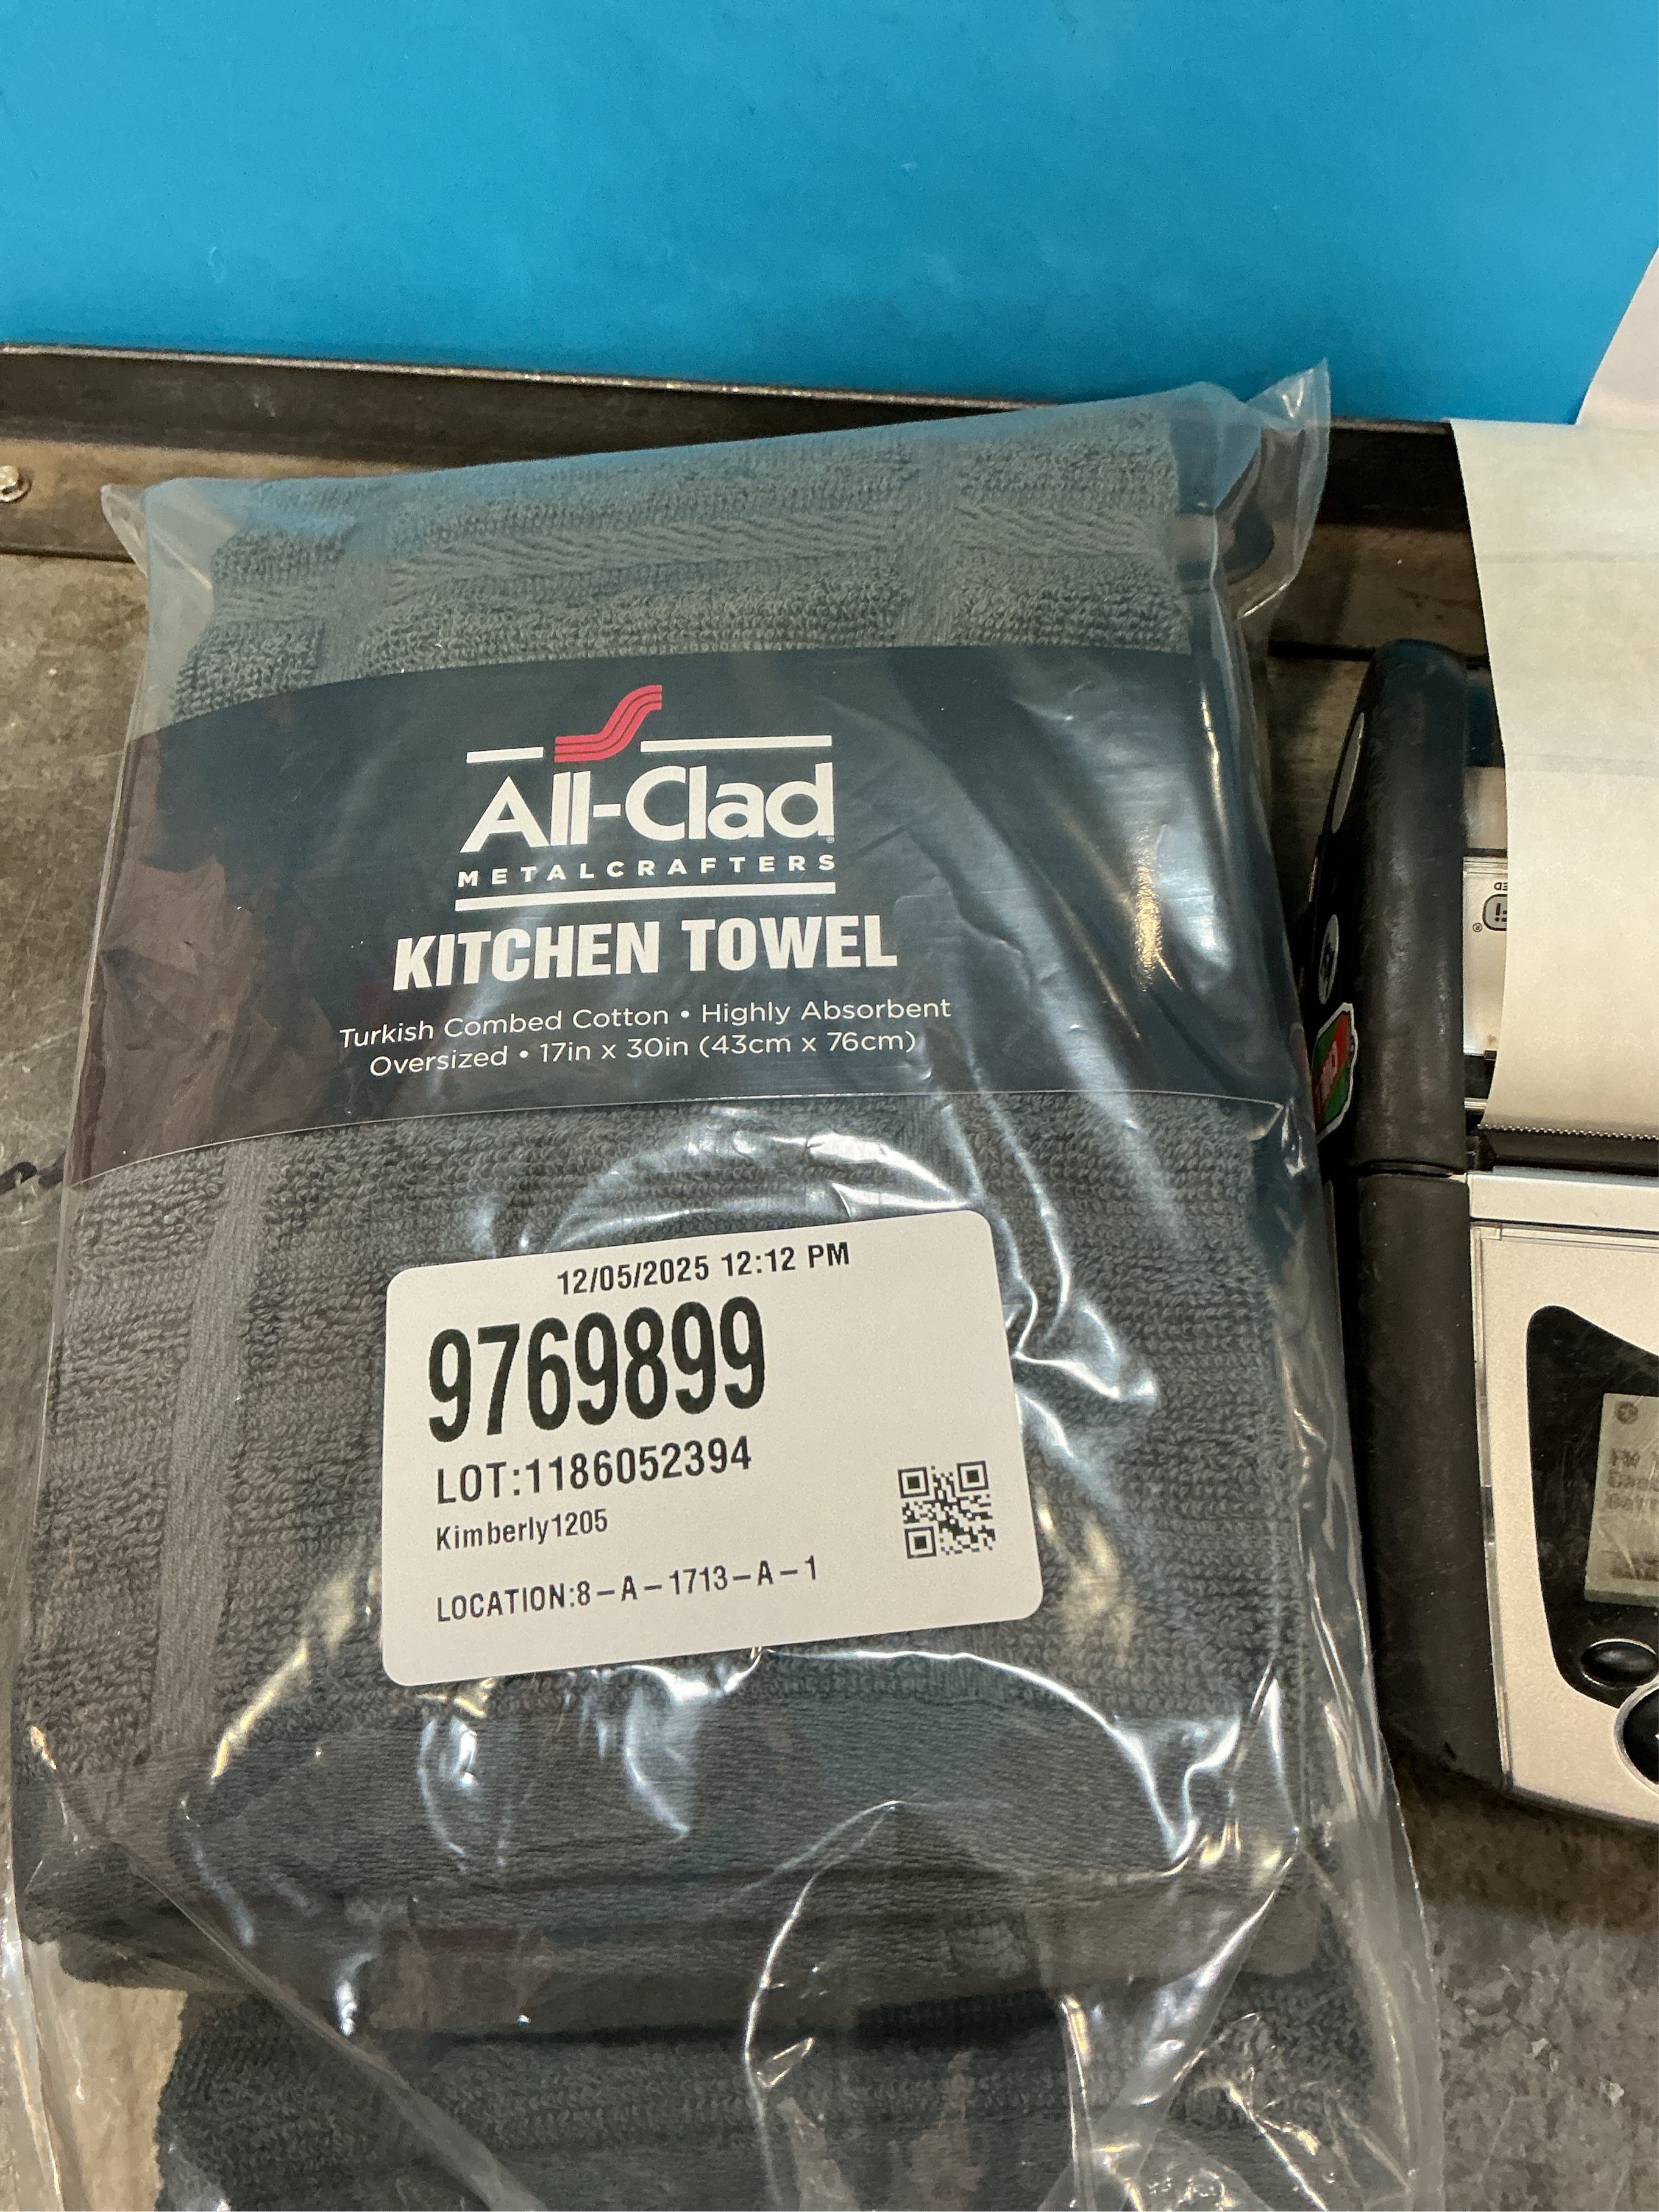 All-Clad
METALCRAFTERS
KITCHEN TOWEL
Turkish Combed Cotton • Highly Absorbent
Oversized • 17in x 30in (43cm x 76cm)
12/05/2025 12:12 PM
9769899
LOT:1186052394
Kimberly1205
LOCATION:8-A-1713-A-1